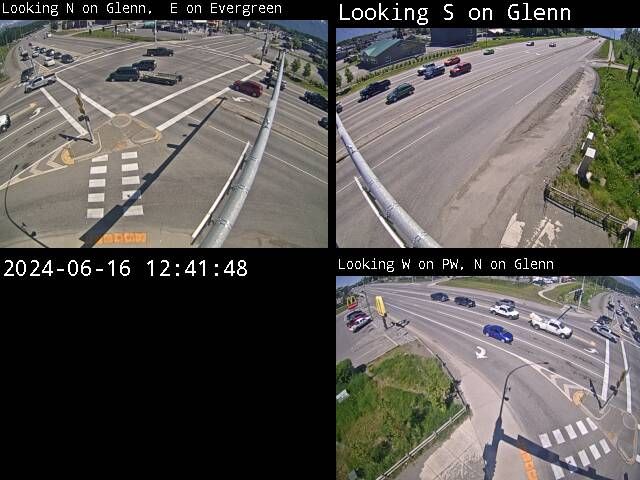 Looking N on Glenn, E on Evergreen
Looking S on Glenn
2024-06-16 12:41:48
Looking W on PW, N on Glenn